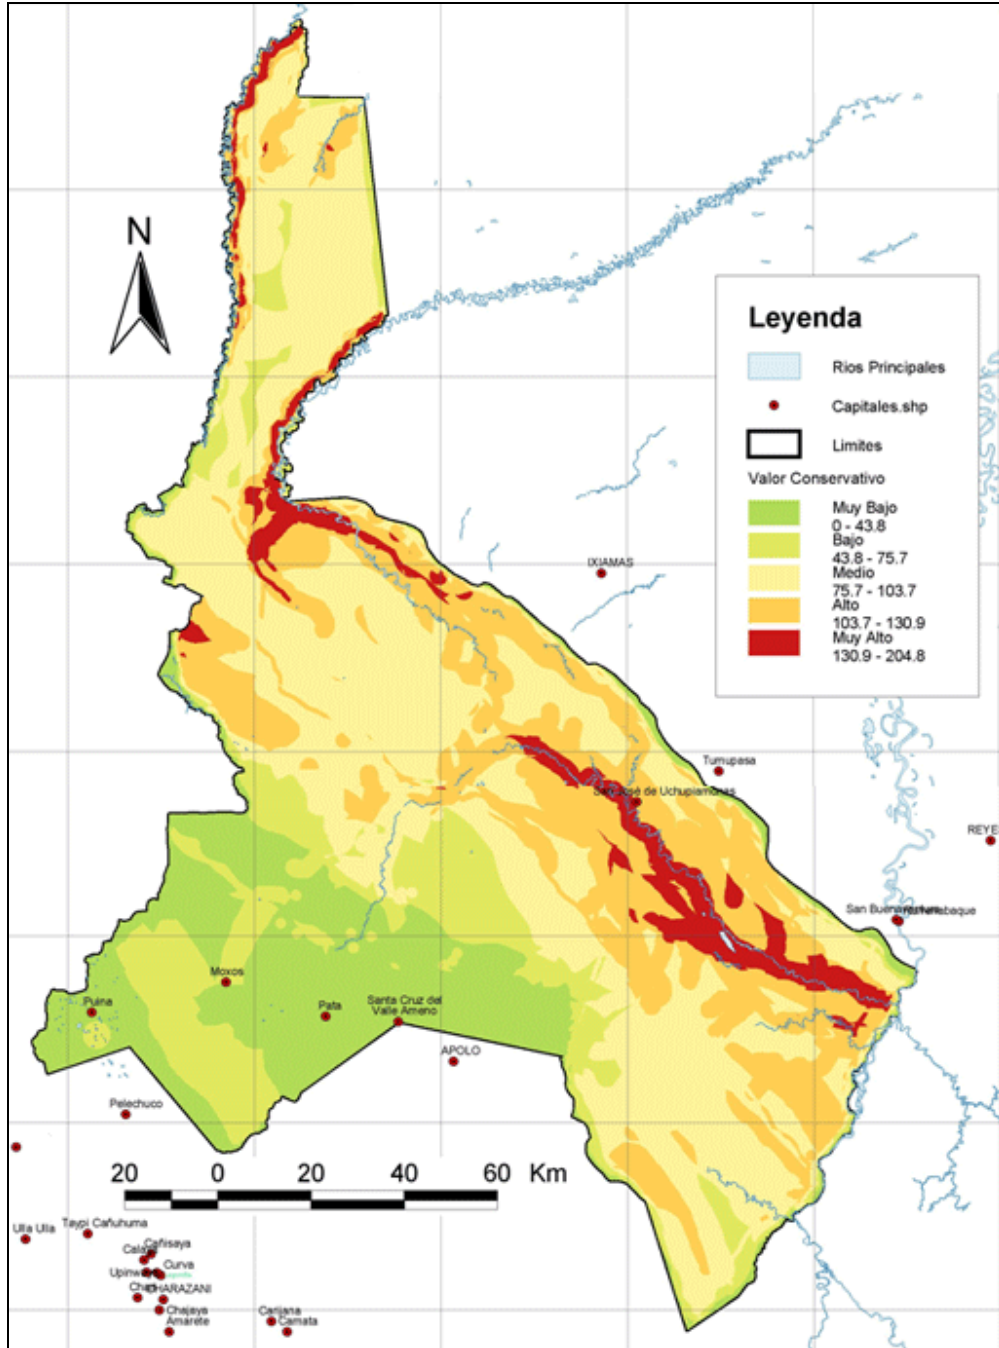 N
Leyenda
Rios Principales
Capitales.shp
Limites
Valor Conservativo
Muy Bajo
0 - 43.8
Bajo
43.8 - 75.7
Medio
75.7 - 103.7
Alto
103.7 - 130.9
Muy Alto
130.9 - 204.8
IXIAMAS
Tumupasa
San José de Uchupiamonas
REYE
San Buenaventura
Moxos
Puina
Pata
Santa Cruz del
Valle Ameno
APOLO
Pelechuco
20 0 20 40 60 Km
Ulla Ulla
Taypi Cañuhuma
Cañisaya
Curva
CHARAZANI
Chajaya
Amarete
Carijana
Camata